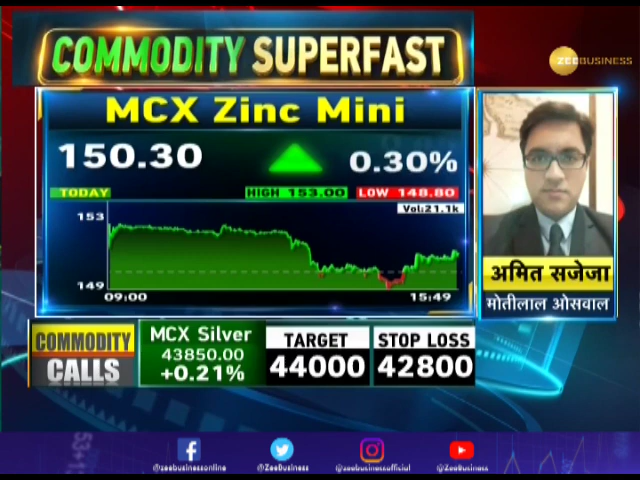 COMMODITY SUPERFAST
ZEEBUSINESS
MCX Zinc Mini
150.30 0.30%
TODAY HIGH 153.00 LOW 148.80
Vol:21.1k
153
149
09:00 15:49
अमित सजेजा
मोतीलाल ओसवाल
COMMODITY CALLS
MCX Silver
43850.00
+0.21%
TARGET
44000
STOP LOSS
42800
@zeebusinessonline @ZeeBusiness @zeebusinessofficial @ZeeBusiness